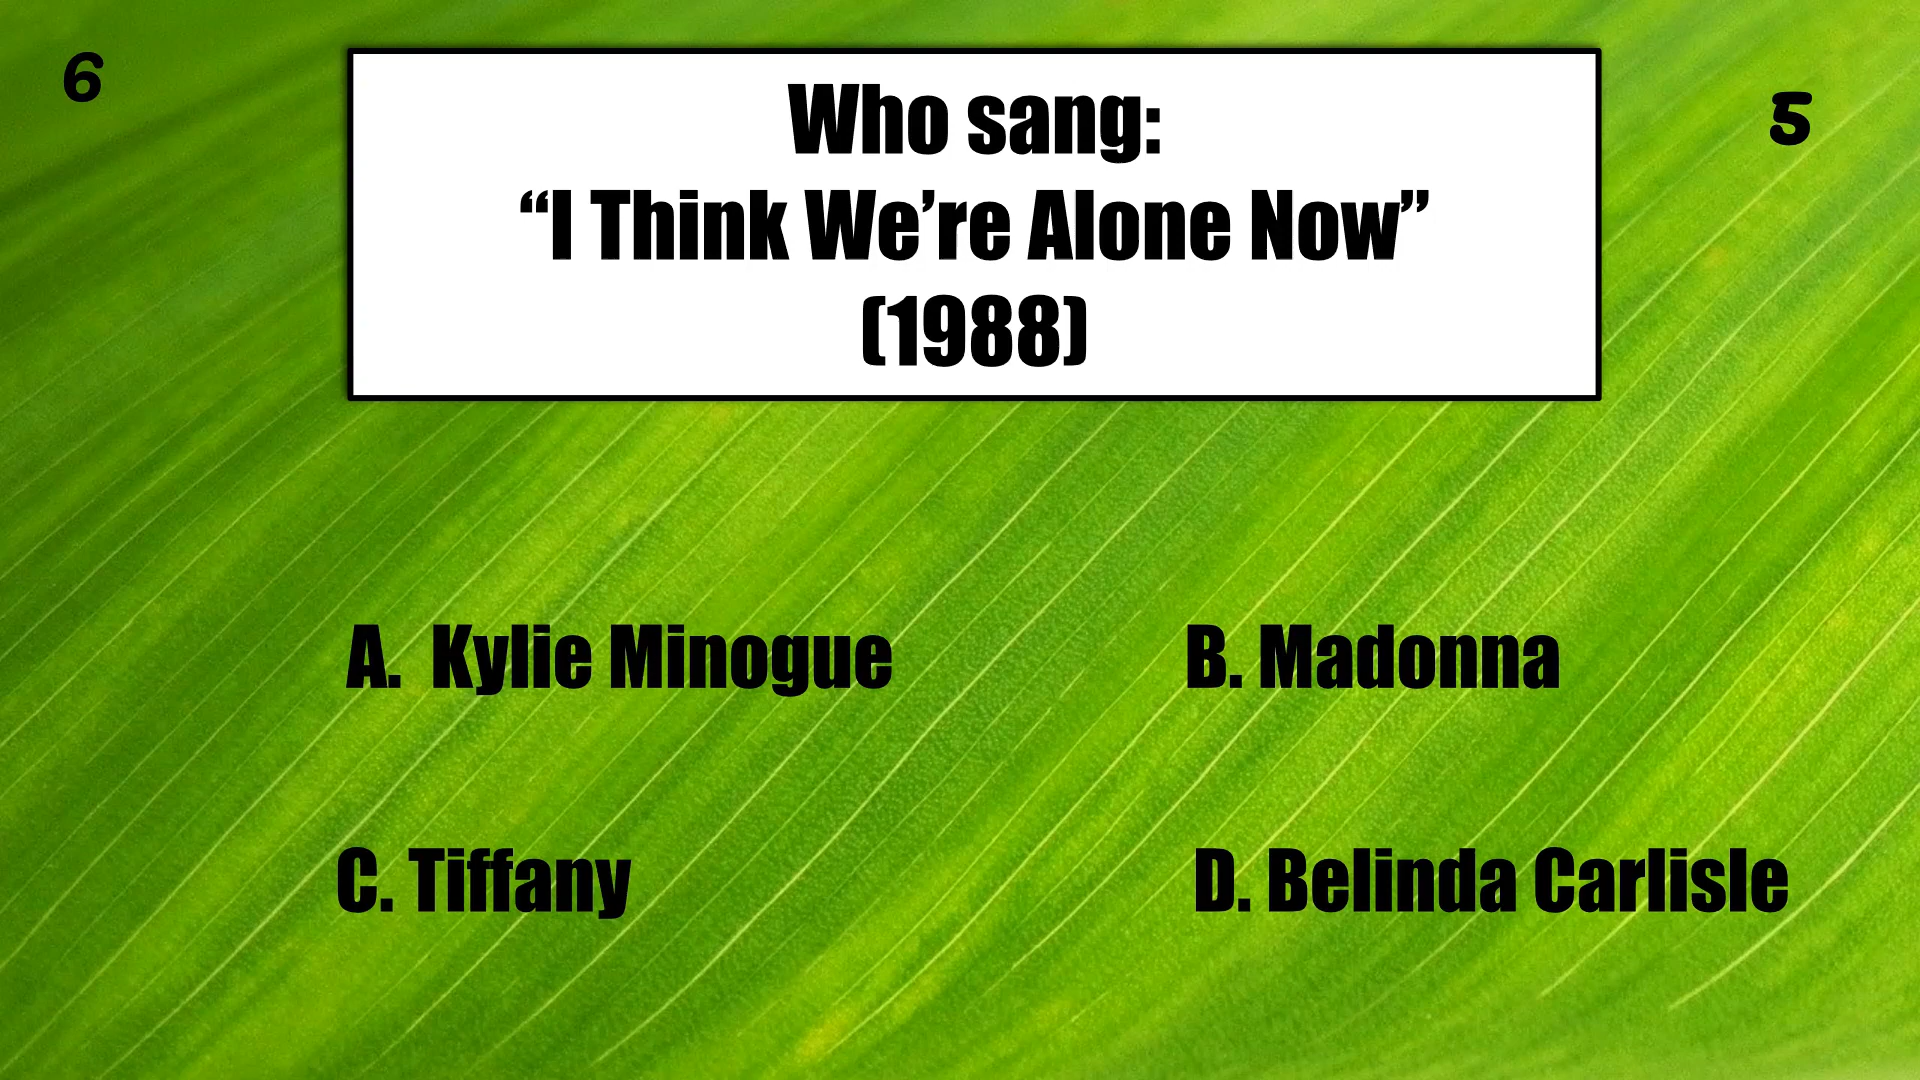 6
5
Who sang:
“I Think We’re Alone Now”
(1988)
A.  Kylie Minogue
B. Madonna
C. Tiffany
D. Belinda Carlisle